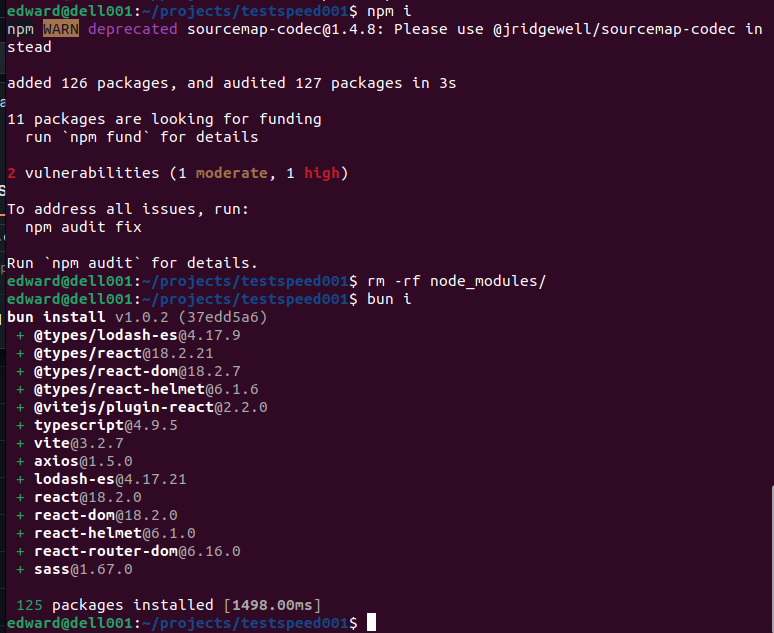 edward@dell001:~/projects/testspeed001$ npm i
npm WARN deprecated sourcemap-codec@1.4.8: Please use @jridgewell/sourcemap-codec in
stead
added 126 packages, and audited 127 packages in 3s
11 packages are looking for funding
  run `npm fund` for details
2 vulnerabilities (1 moderate, 1 high)
To address all issues, run:
  npm audit fix
Run `npm audit` for details.
edward@dell001:~/projects/testspeed001$ rm -rf node_modules/
edward@dell001:~/projects/testspeed001$ bun i
bun install v1.0.2 (37edd5a6)
 + @types/lodash-es@4.17.9
 + @types/react@18.2.21
 + @types/react-dom@18.2.7
 + @types/react-helmet@6.1.6
 + @vitejs/plugin-react@2.2.0
 + typescript@4.9.5
 + vite@3.2.7
 + axios@1.5.0
 + lodash-es@4.17.21
 + react@18.2.0
 + react-dom@18.2.0
 + react-helmet@6.1.0
 + react-router-dom@6.16.0
 + sass@1.67.0
 125 packages installed [1498.00ms]
edward@dell001:~/projects/testspeed001$